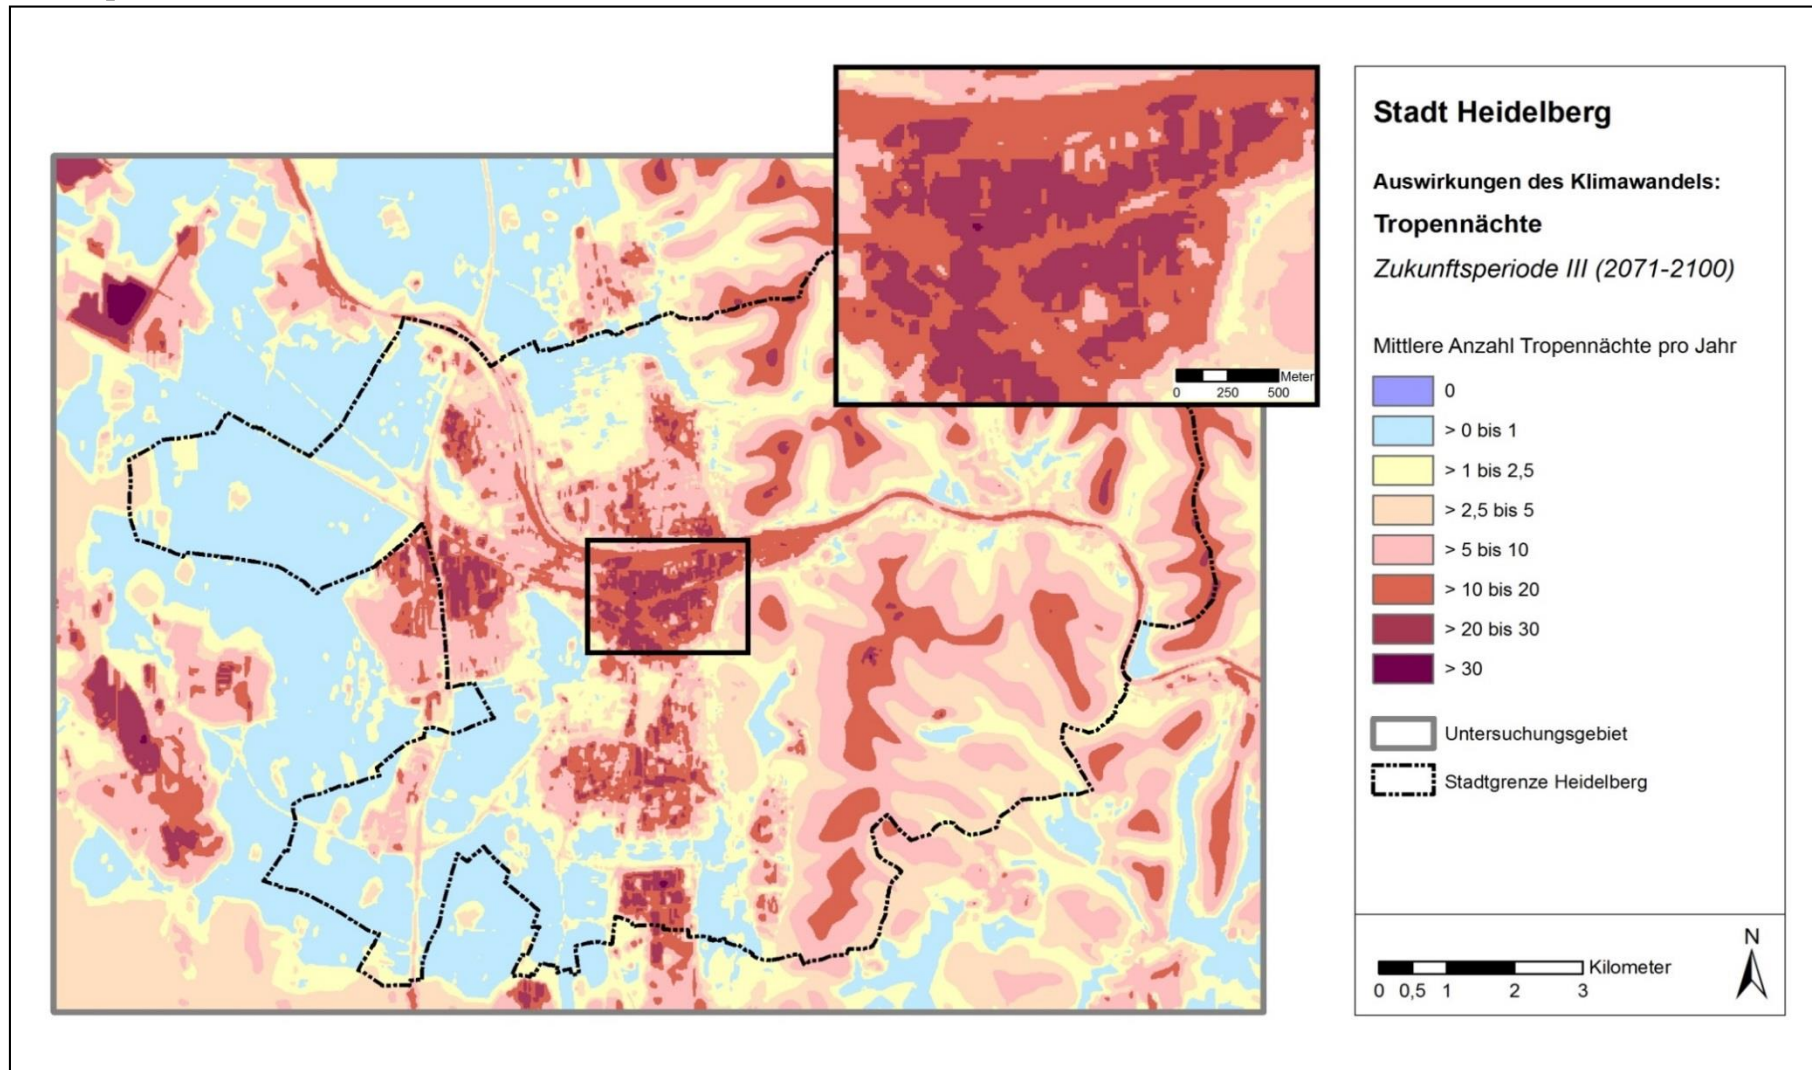 Meter
0 250 500
Stadt Heidelberg
Auswirkungen des Klimawandels:
Tropennächte
Zukunftsperiode III (2071-2100)
Mittlere Anzahl Tropennächte pro Jahr
0
> 0 bis 1
> 1 bis 2,5
> 2,5 bis 5
> 5 bis 10
> 10 bis 20
> 20 bis 30
> 30
Untersuchungsgebiet
Stadtgrenze Heidelberg
N
Kilometer
0 0,5 1 2 3